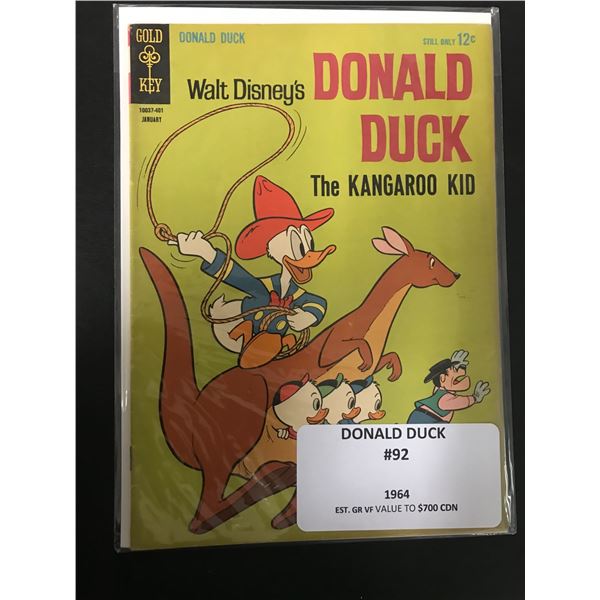 GOLD
KEY
10037-401
JANUARY
DONALD DUCK
STILL ONLY 12¢
Walt Disney's DONALD
DUCK
The KANGAROO KID
DONALD DUCK
#92
1964
EST. GR VF VALUE TO $700 CDN